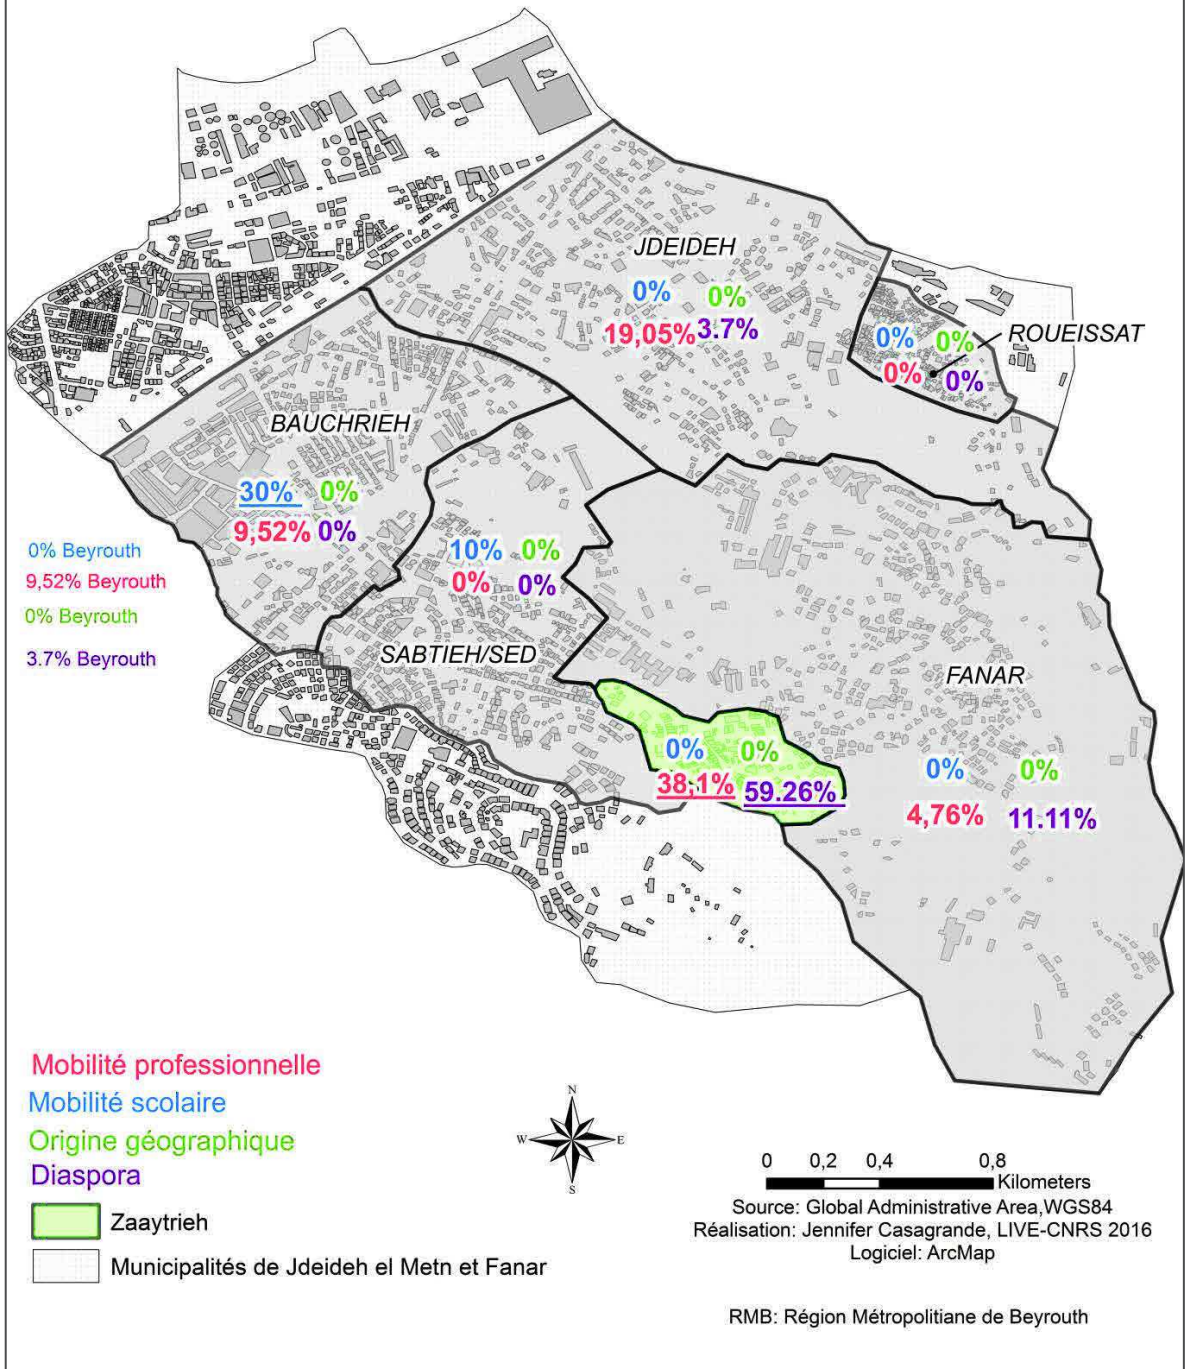 JDEIDEH
0% 0%
19,05% 3.7%
0% 0%
ROUEISSAT
0% 0%
BAUCHRIEH
30% 0%
9,52% 0%
10% 0%
0% 0%
0% Beyrouth
9,52% Beyrouth
0% Beyrouth
3.7% Beyrouth
SABTIEH/SED
FANAR
0% 0%
38,1% 59.26%
0% 0%
4,76% 11.11%
Mobilité professionnelle
Mobilité scolaire
Origine géographique
Diaspora
Zaaytrieh
Municipalités de Jdeideh el Metn et Fanar
N
W E
S
0 0,2 0,4 0,8
Kilometers
Source: Global Administrative Area,WGS84
Réalisation: Jennifer Casagrande, LIVE-CNRS 2016
Logiciel: ArcMap
RMB: Région Métropolitiane de Beyrouth